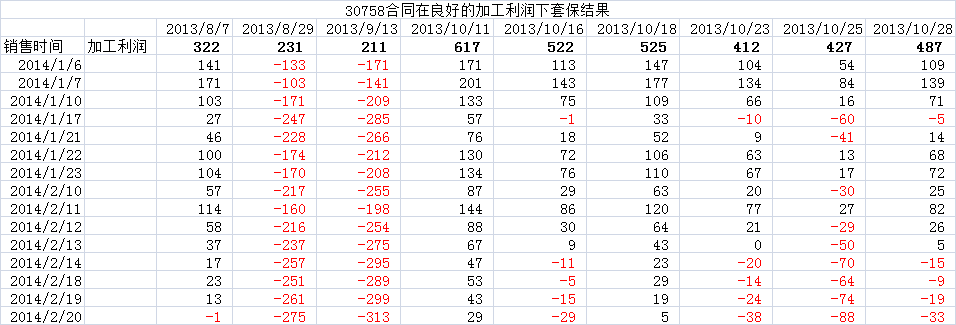 30758合同在良好的加工利润下套保结果
2013/8/7 2013/8/29 2013/9/13 2013/10/11 2013/10/16 2013/10/18 2013/10/23 2013/10/25 2013/10/28
销售时间 加工利润 322 231 211 617 522 525 412 427 487
2014/1/6 141 -133 -171 171 113 147 104 54 109
2014/1/7 171 -103 -141 201 143 177 134 84 139
2014/1/10 103 -171 -209 133 75 109 66 16 71
2014/1/17 27 -247 -285 57 -1 33 -10 -60 -5
2014/1/21 46 -228 -266 76 18 52 9 -41 14
2014/1/22 100 -174 -212 130 72 106 63 13 68
2014/1/23 104 -170 -208 134 76 110 67 17 72
2014/2/10 57 -217 -255 87 29 63 20 -30 25
2014/2/11 114 -160 -198 144 86 120 77 27 82
2014/2/12 58 -216 -254 88 30 64 21 -29 26
2014/2/13 37 -237 -275 67 9 43 0 -50 5
2014/2/14 17 -257 -295 47 -11 23 -20 -70 -15
2014/2/18 23 -251 -289 53 -5 29 -14 -64 -9
2014/2/19 13 -261 -299 43 -15 19 -24 -74 -19
2014/2/20 -1 -275 -313 29 -29 5 -38 -88 -33